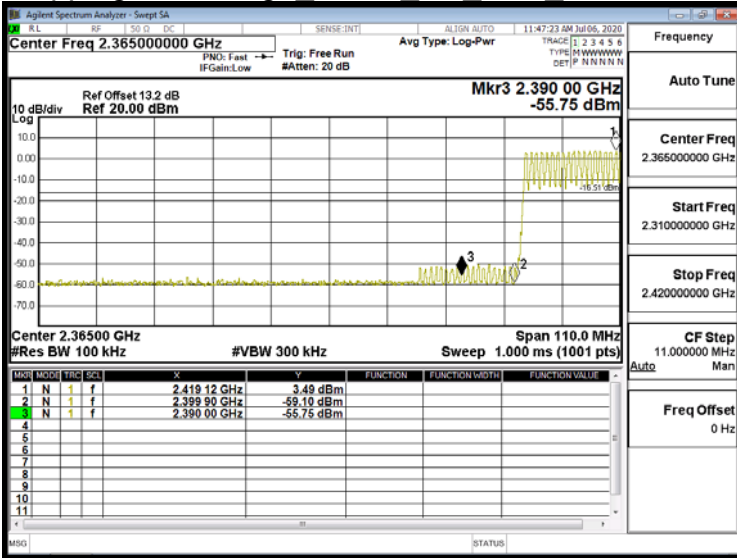 Agilent Spectrum Analyzer - Swept SA
RL RF 50 Ω DC SENSE:INT ALIGN AUTO 11:47:23 AM Jul 06, 2020
Center Freq 2.365000000 GHz
PNO: Fast
IFGain:Low
Trig: Free Run
#Atten: 20 dB
Avg Type: Log-Pwr
TRACE 1 2 3 4 5 6
TYPE M WWWWW
DET P N N N N N
Ref Offset 13.2 dB
10 dB/div Ref 20.00 dBm
Log
Mkr3 2.390 00 GHz
-55.75 dBm
10.0
0.00
-10.0
-20.0
-30.0
-40.0
-50.0
-60.0
-70.0
1
-16.51 dBm
3
2
Center 2.36500 GHz Span 110.0 MHz
#Res BW 100 kHz #VBW 300 kHz Sweep 1.000 ms (1001 pts)
MKR MODE TRC SCL X Y FUNCTION FUNCTION WIDTH FUNCTION VALUE
1 N 1 f 2.419 12 GHz 3.49 dBm
2 N 1 f 2.399 90 GHz -59.10 dBm
3 N 1 f 2.390 00 GHz -55.75 dBm
4
5
6
7
8
9
10
11
MSG STATUS
Frequency
Auto Tune
Center Freq
2.365000000 GHz
Start Freq
2.310000000 GHz
Stop Freq
2.420000000 GHz
CF Step
11.000000 MHz
Auto Man
Freq Offset
0 Hz